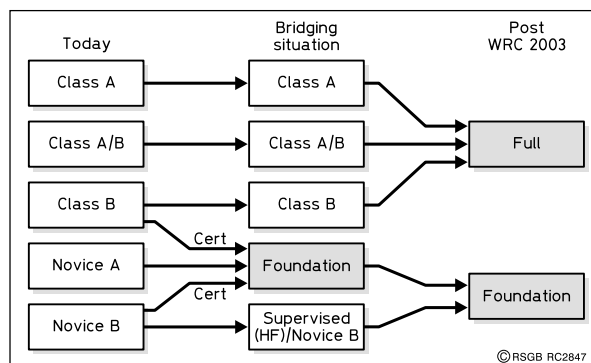 Today
Bridging
situation
Post
WRC 2003
Class A
Class A
Class A/B
Class A/B
Full
Class B
Class B
Cert
Novice A
Foundation
Cert
Foundation
Novice B
Supervised
(HF)/Novice B
©RSGB RC2847